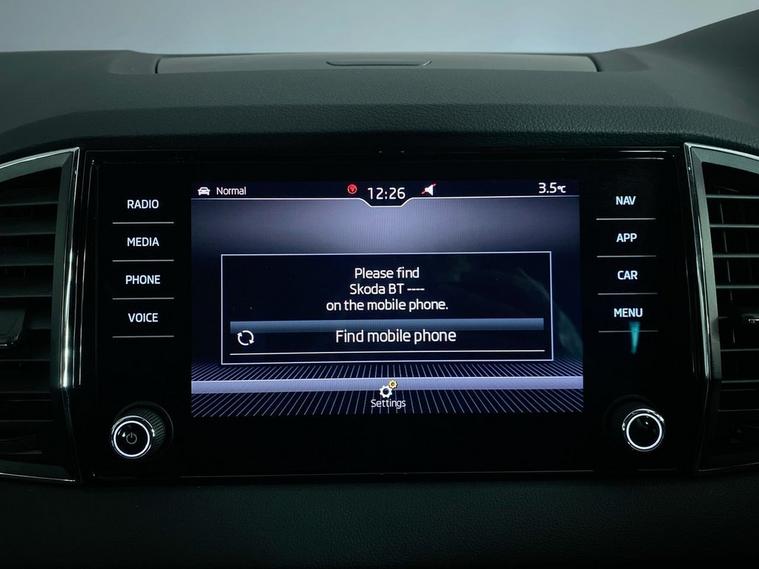 RADIO
MEDIA
PHONE
VOICE
Normal
12:26
3.5°C
Please find
Skoda BT ----
on the mobile phone.
Find mobile phone
Settings
NAV
APP
CAR
MENU